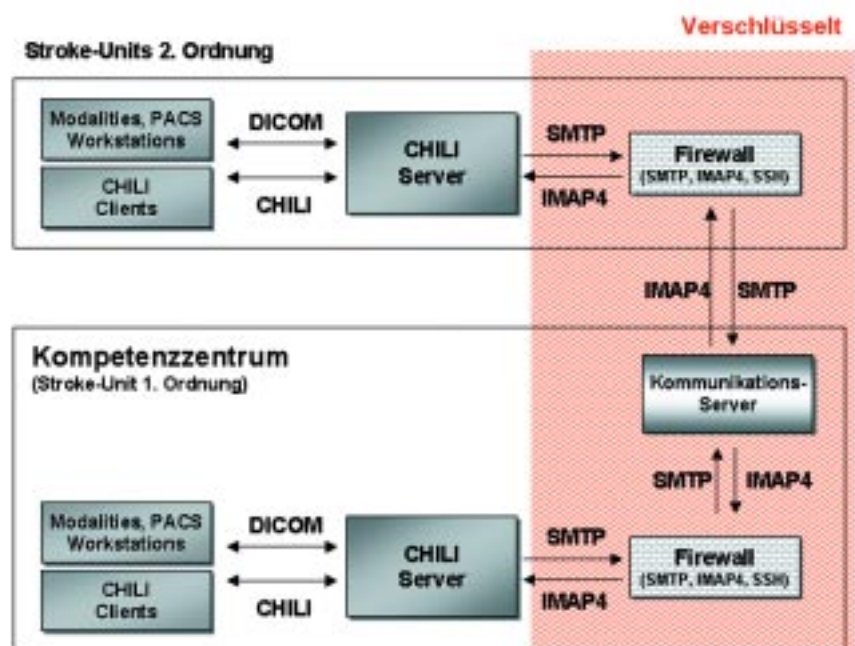 Verschlüsselt
Stroke-Units 2. Ordnung
Modalities, PACS
Workstations
DICOM
CHILI
Server
SMTP
Firewall
(SMTP, IMAP4, SSH)
CHILI
Clients
CHILI
IMAP4
IMAP4
SMTP
Kompetenzzentrum
(Stroke-Unit 1. Ordnung)
Kommunikations-
Server
SMTP
IMAP4
Modalities, PACS
Workstations
DICOM
CHILI
Server
SMTP
Firewall
(SMTP, IMAP4, SSH)
CHILI
Clients
CHILI
IMAP4